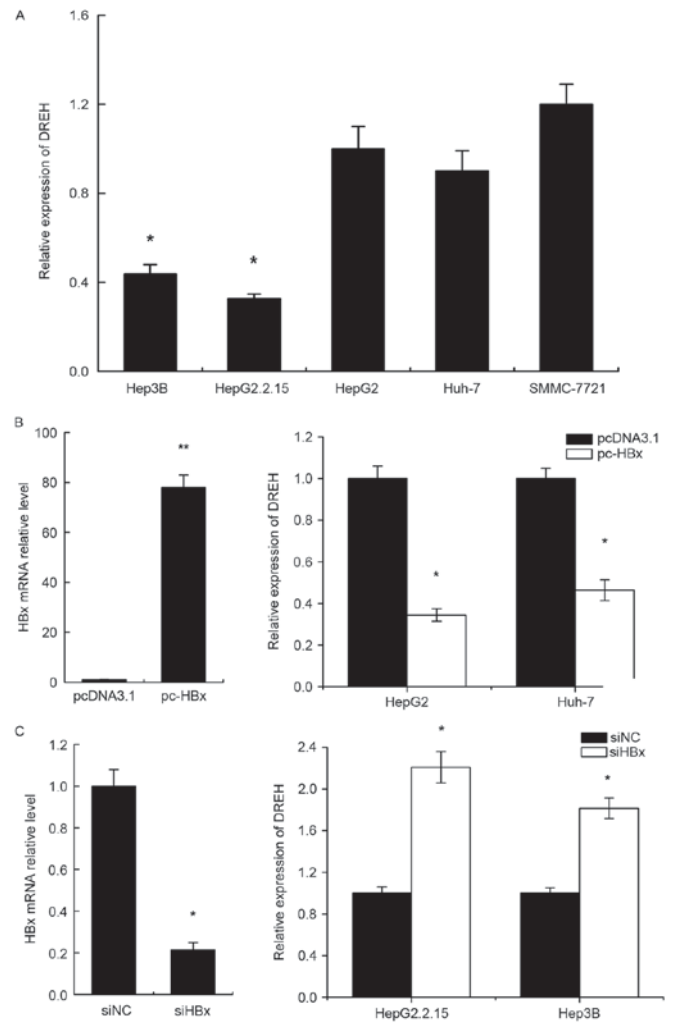 A
Relative expression of DREH
1.6
1.2
0.8
0.4
0.0
*
*
Hep3B
HepG2.2.15
HepG2
Huh-7
SMMC-7721
B
HBx mRNA relative level
100
80
60
40
20
0
**
pcDNA3.1
pc-HBx
Relative expression of DREH
1.2
1.0
0.8
0.6
0.4
0.2
0.0
pcDNA3.1
pc-HBx
*
*
HepG2
Huh-7
C
HBx mRNA relative level
1.2
1.0
0.8
0.6
0.4
0.2
0.0
*
siNC
siHBx
Relative expression of DREH
2.4
2.0
1.6
1.2
0.8
0.4
0.0
siNC
siHBx
*
*
HepG2.2.15
Hep3B